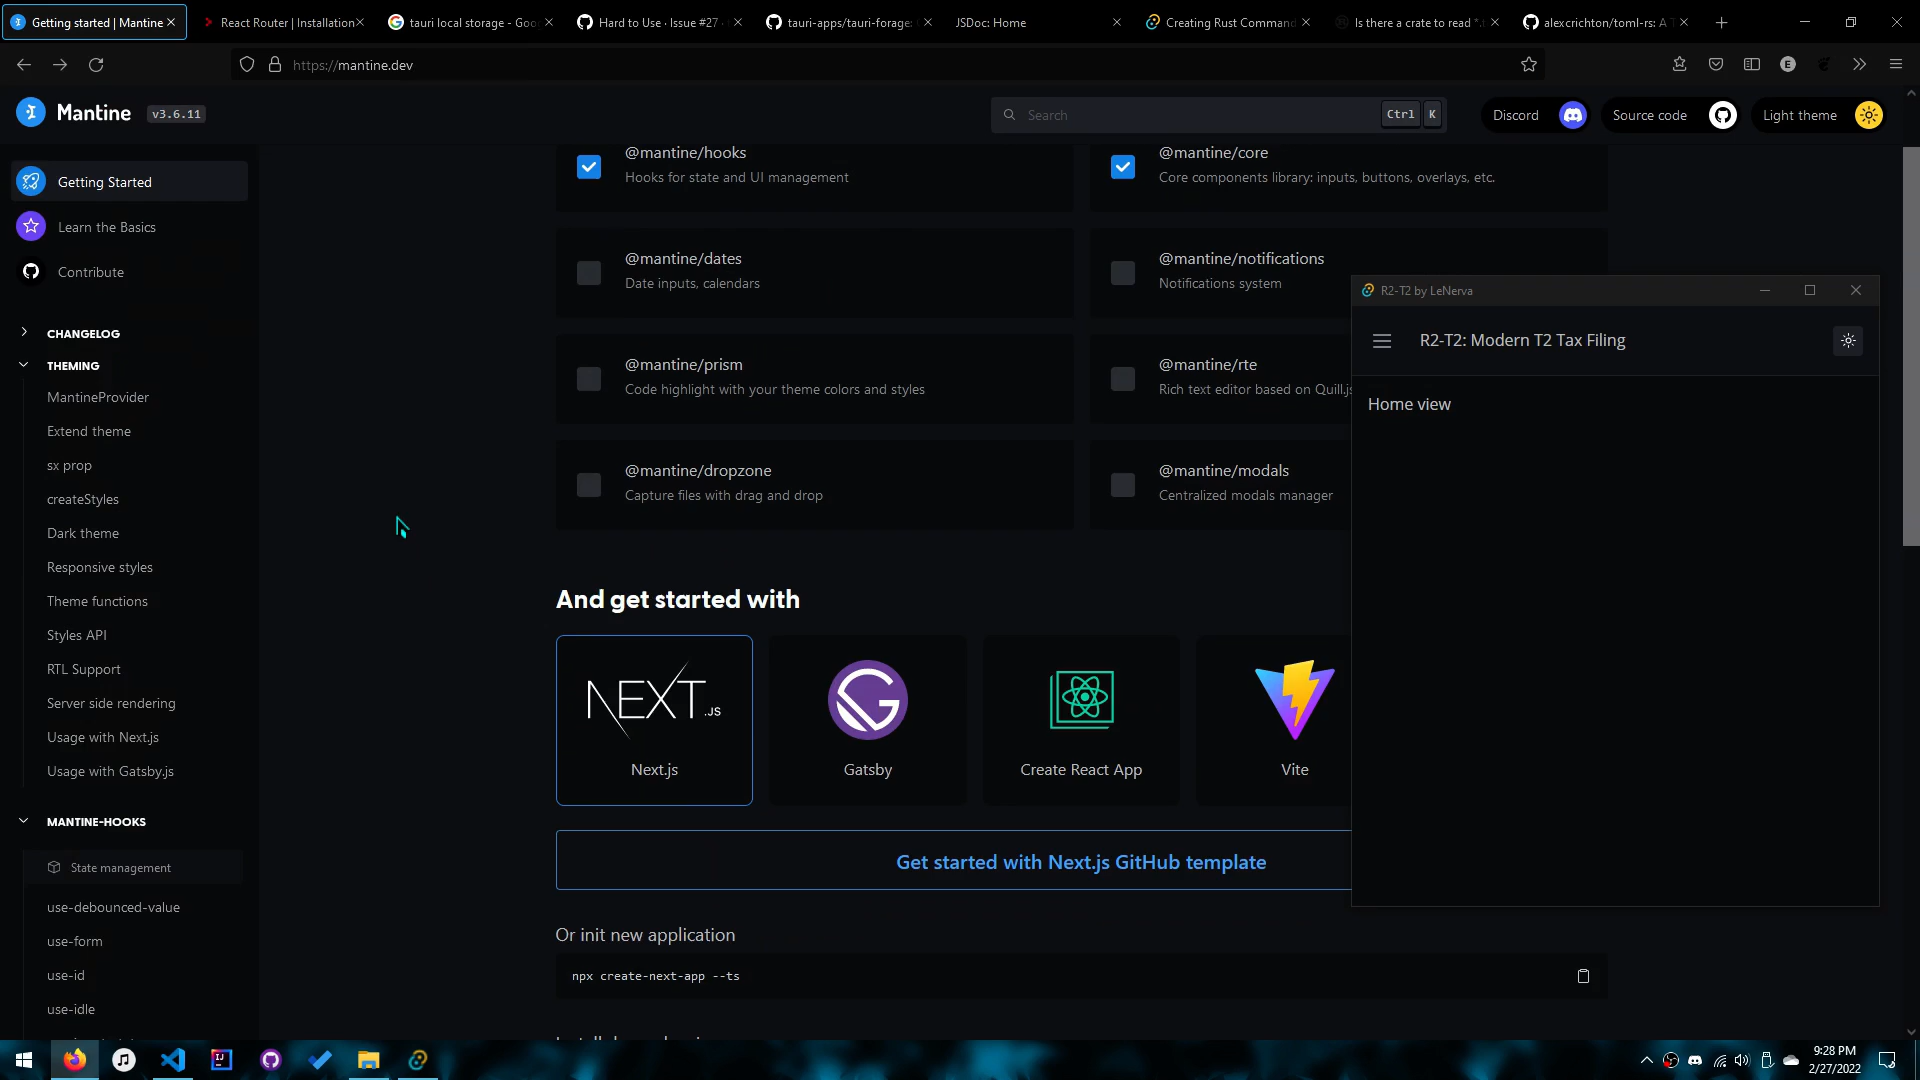 Getting started | Mantine
React Router | Installation
tauri local storage - Goo
Hard to Use · Issue #27 ·
tauri-apps/tauri-forage:
JSDoc: Home
Creating Rust Command
Is there a crate to read *.t
alexcrichton/toml-rs: A T
https://mantine.dev
Mantine
v3.6.11
Search
Ctrl
K
Discord
Source code
Light theme
Getting Started
Learn the Basics
Contribute
CHANGELOG
THEMING
MantineProvider
Extend theme
sx prop
createStyles
Dark theme
Responsive styles
Theme functions
Styles API
RTL Support
Server side rendering
Usage with Next.js
Usage with Gatsby.js
MANTINE-HOOKS
State management
use-debounced-value
use-form
use-id
use-idle
@mantine/hooks
Hooks for state and UI management
@mantine/core
Core components library: inputs, buttons, overlays, etc.
@mantine/dates
Date inputs, calendars
@mantine/notifications
Notifications system
@mantine/prism
Code highlight with your theme colors and styles
@mantine/rte
Rich text editor based on Quill.js
@mantine/dropzone
Capture files with drag and drop
@mantine/modals
Centralized modals manager
And get started with
NEXT.JS
Next.js
Gatsby
Create React App
Vite
Get started with Next.js GitHub template
Or init new application
npx create-next-app --ts
R2-T2 by LeNerva
R2-T2: Modern T2 Tax Filing
Home view
9:28 PM
2/27/2022